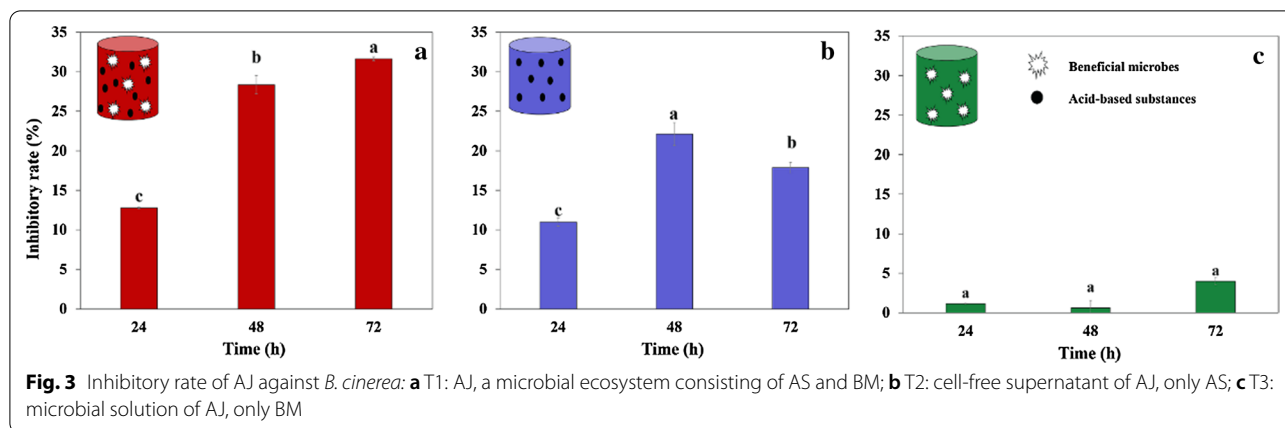 35
30
25
20
15
10
5
0
Inhibitory rate (%)
a
c
b
a
24
48
72
Time (h)
35
30
25
20
15
10
5
0
b
c
a
b
24
48
72
Time (h)
35
30
25
20
15
10
5
0
c
Beneficial microbes
Acid-based substances
a
a
a
24
48
72
Time (h)
Fig. 3 Inhibitory rate of AJ against B. cinerea: a T1: AJ, a microbial ecosystem consisting of AS and BM; b T2: cell-free supernatant of AJ, only AS; c T3:
microbial solution of AJ, only BM